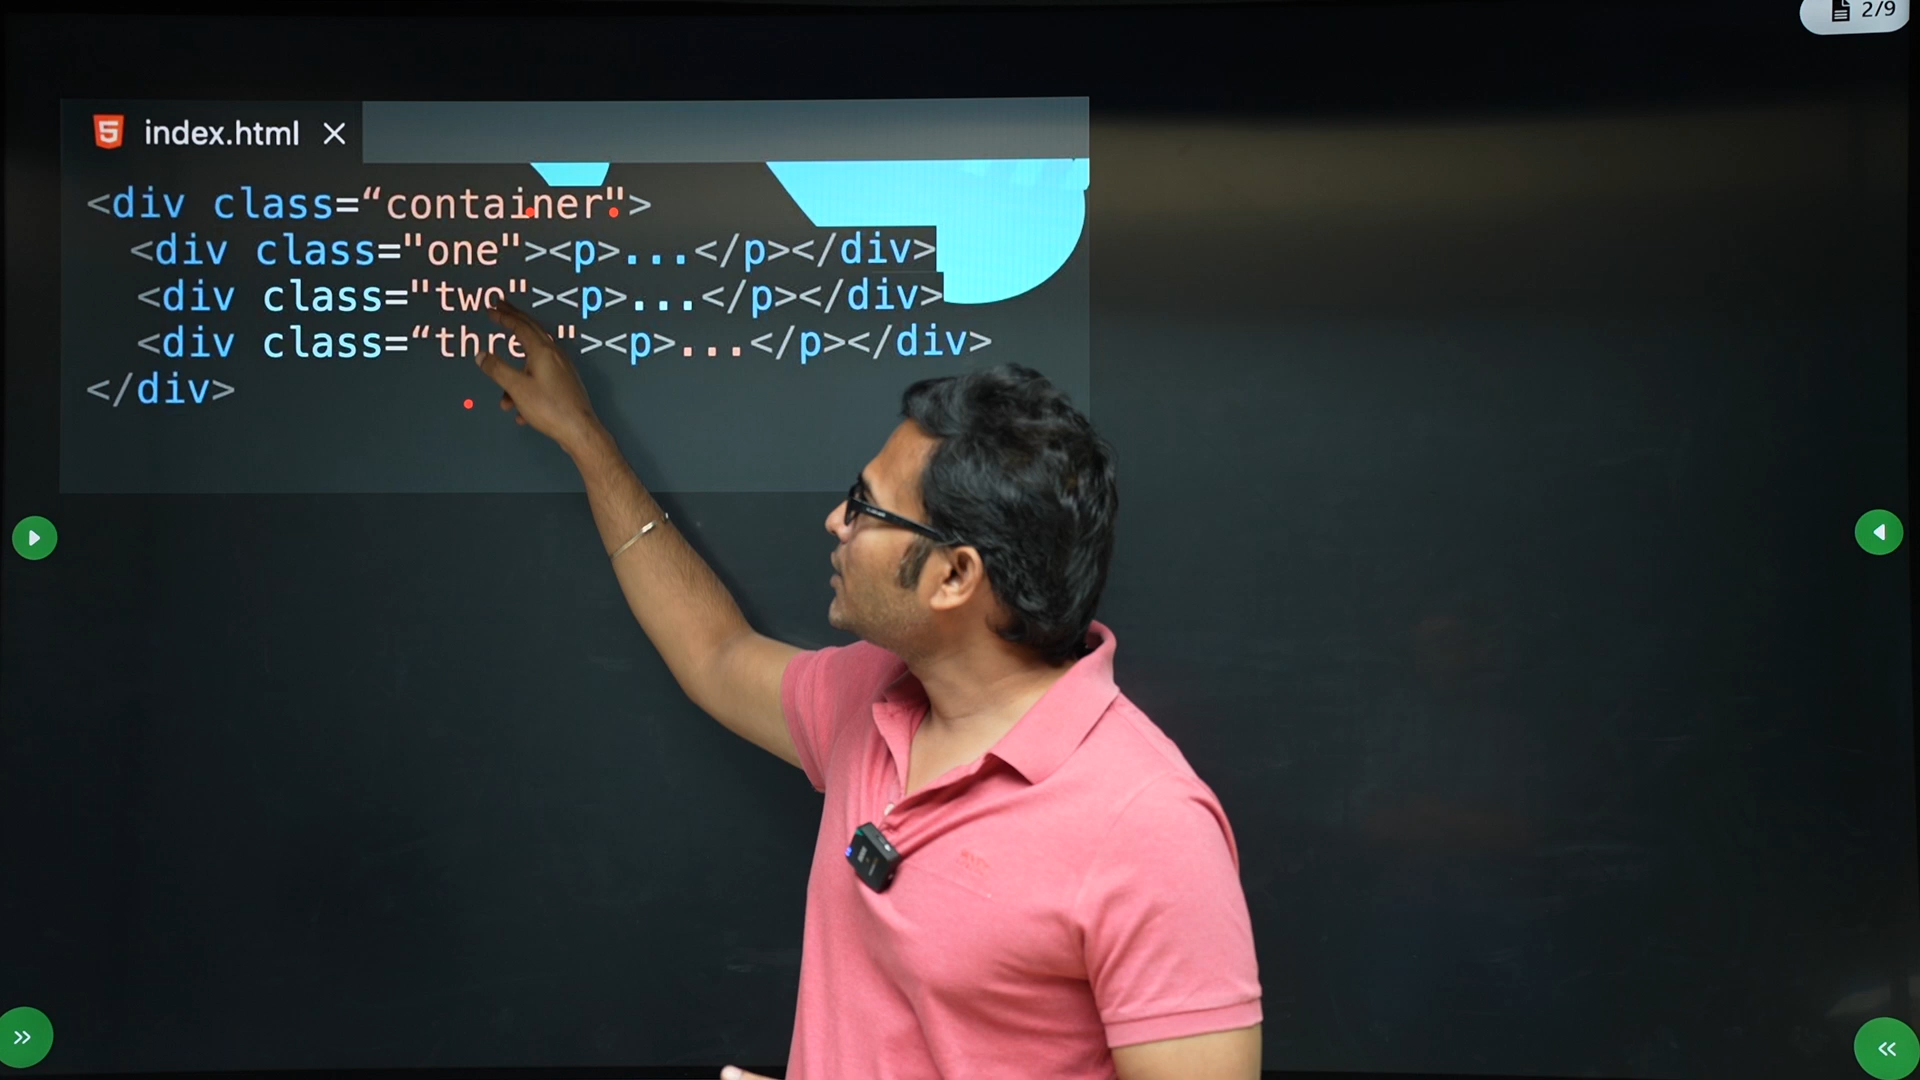 2/9
index.html
<div class=“container">
<div class="one"><p>...</p></div>
<div class="two"><p>...</p></div>
<div class=“three"><p>...</p></div>
</div>